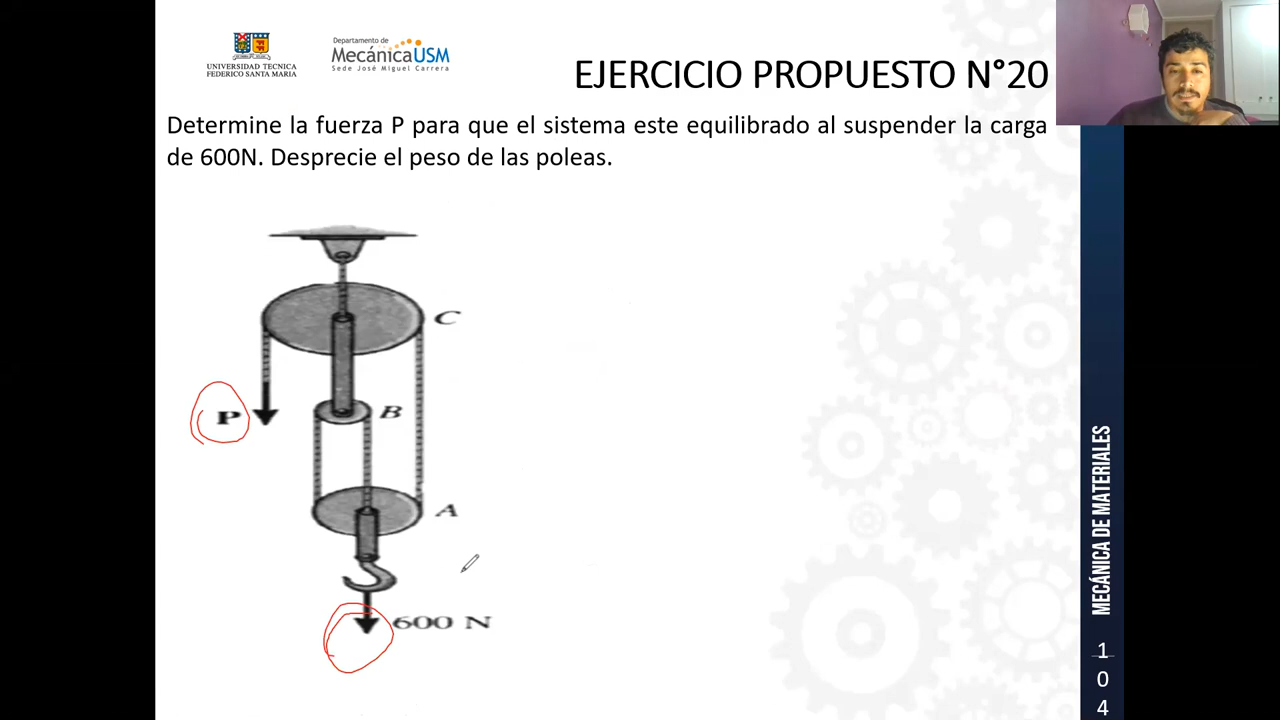 UNIVERSIDAD TECNICA
FEDERICO SANTA MARIA
Departamento de
MecánicaUSM
Sede José Miguel Carrera
EJERCICIO PROPUESTO N°20
Determine la fuerza P para que el sistema este equilibrado al suspender la carga
de 600N. Desprecie el peso de las poleas.
C
P
B
A
600 N
MECÁNICA DE MATERIALES
1
0
4